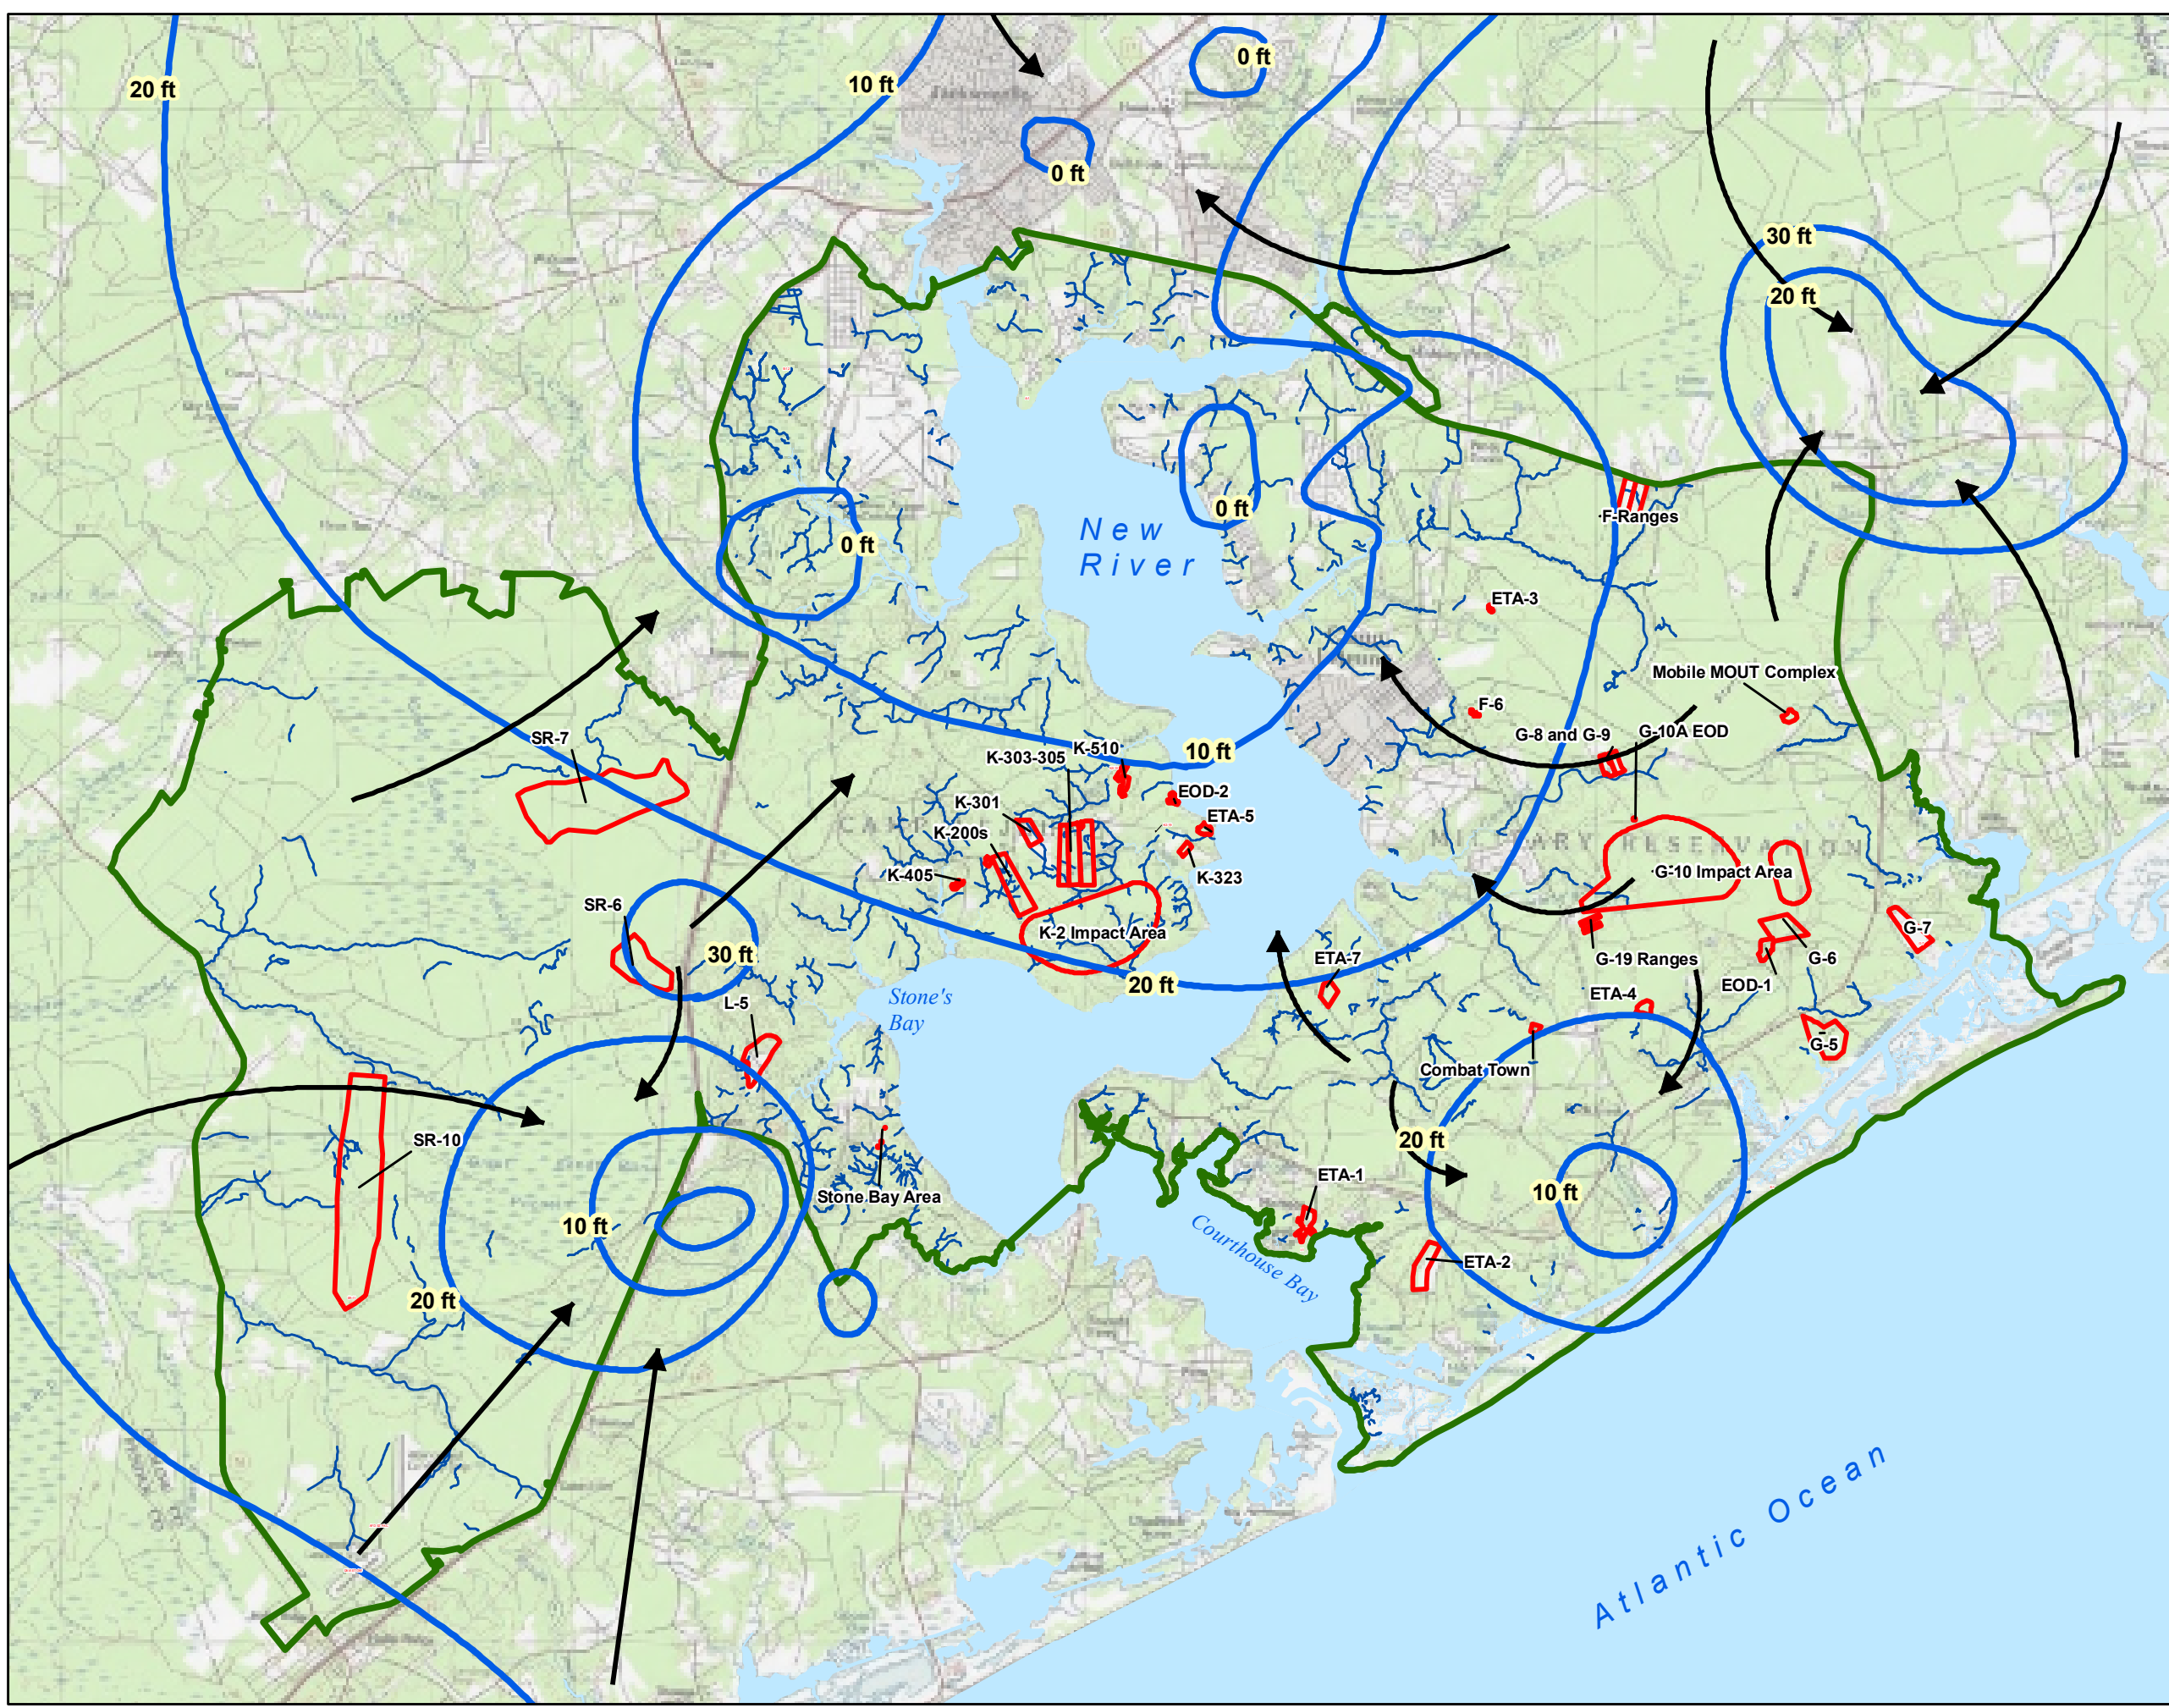 0 ft
10 ft
20 ft
0 ft
30 ft
20 ft
0 ft
·F-Ranges
New
River
0 ft
ETA-3
Mobile MOUT Complex
F-6
SR-7
G-8 and G-9
G-10A EOD
K-510
10 ft
K-303-305
EOD-2
K-301
ETA-5
K-200s
CAMP
MILITARY RESERVATION
K-405
K-323
·G-10 Impact Area
SR-6
K-2 Impact Area
G-7
30 ft
ETA-7
G-19 Ranges
G-6
20 ft
EOD-1
Stone's
Bay
L-5
ETA-4
G-5
Combat Town
SR-10
20 ft
ETA-1
Stone Bay Area
10 ft
10 ft
Courthouse Bay
ETA-2
20 ft
Atlantic Ocean